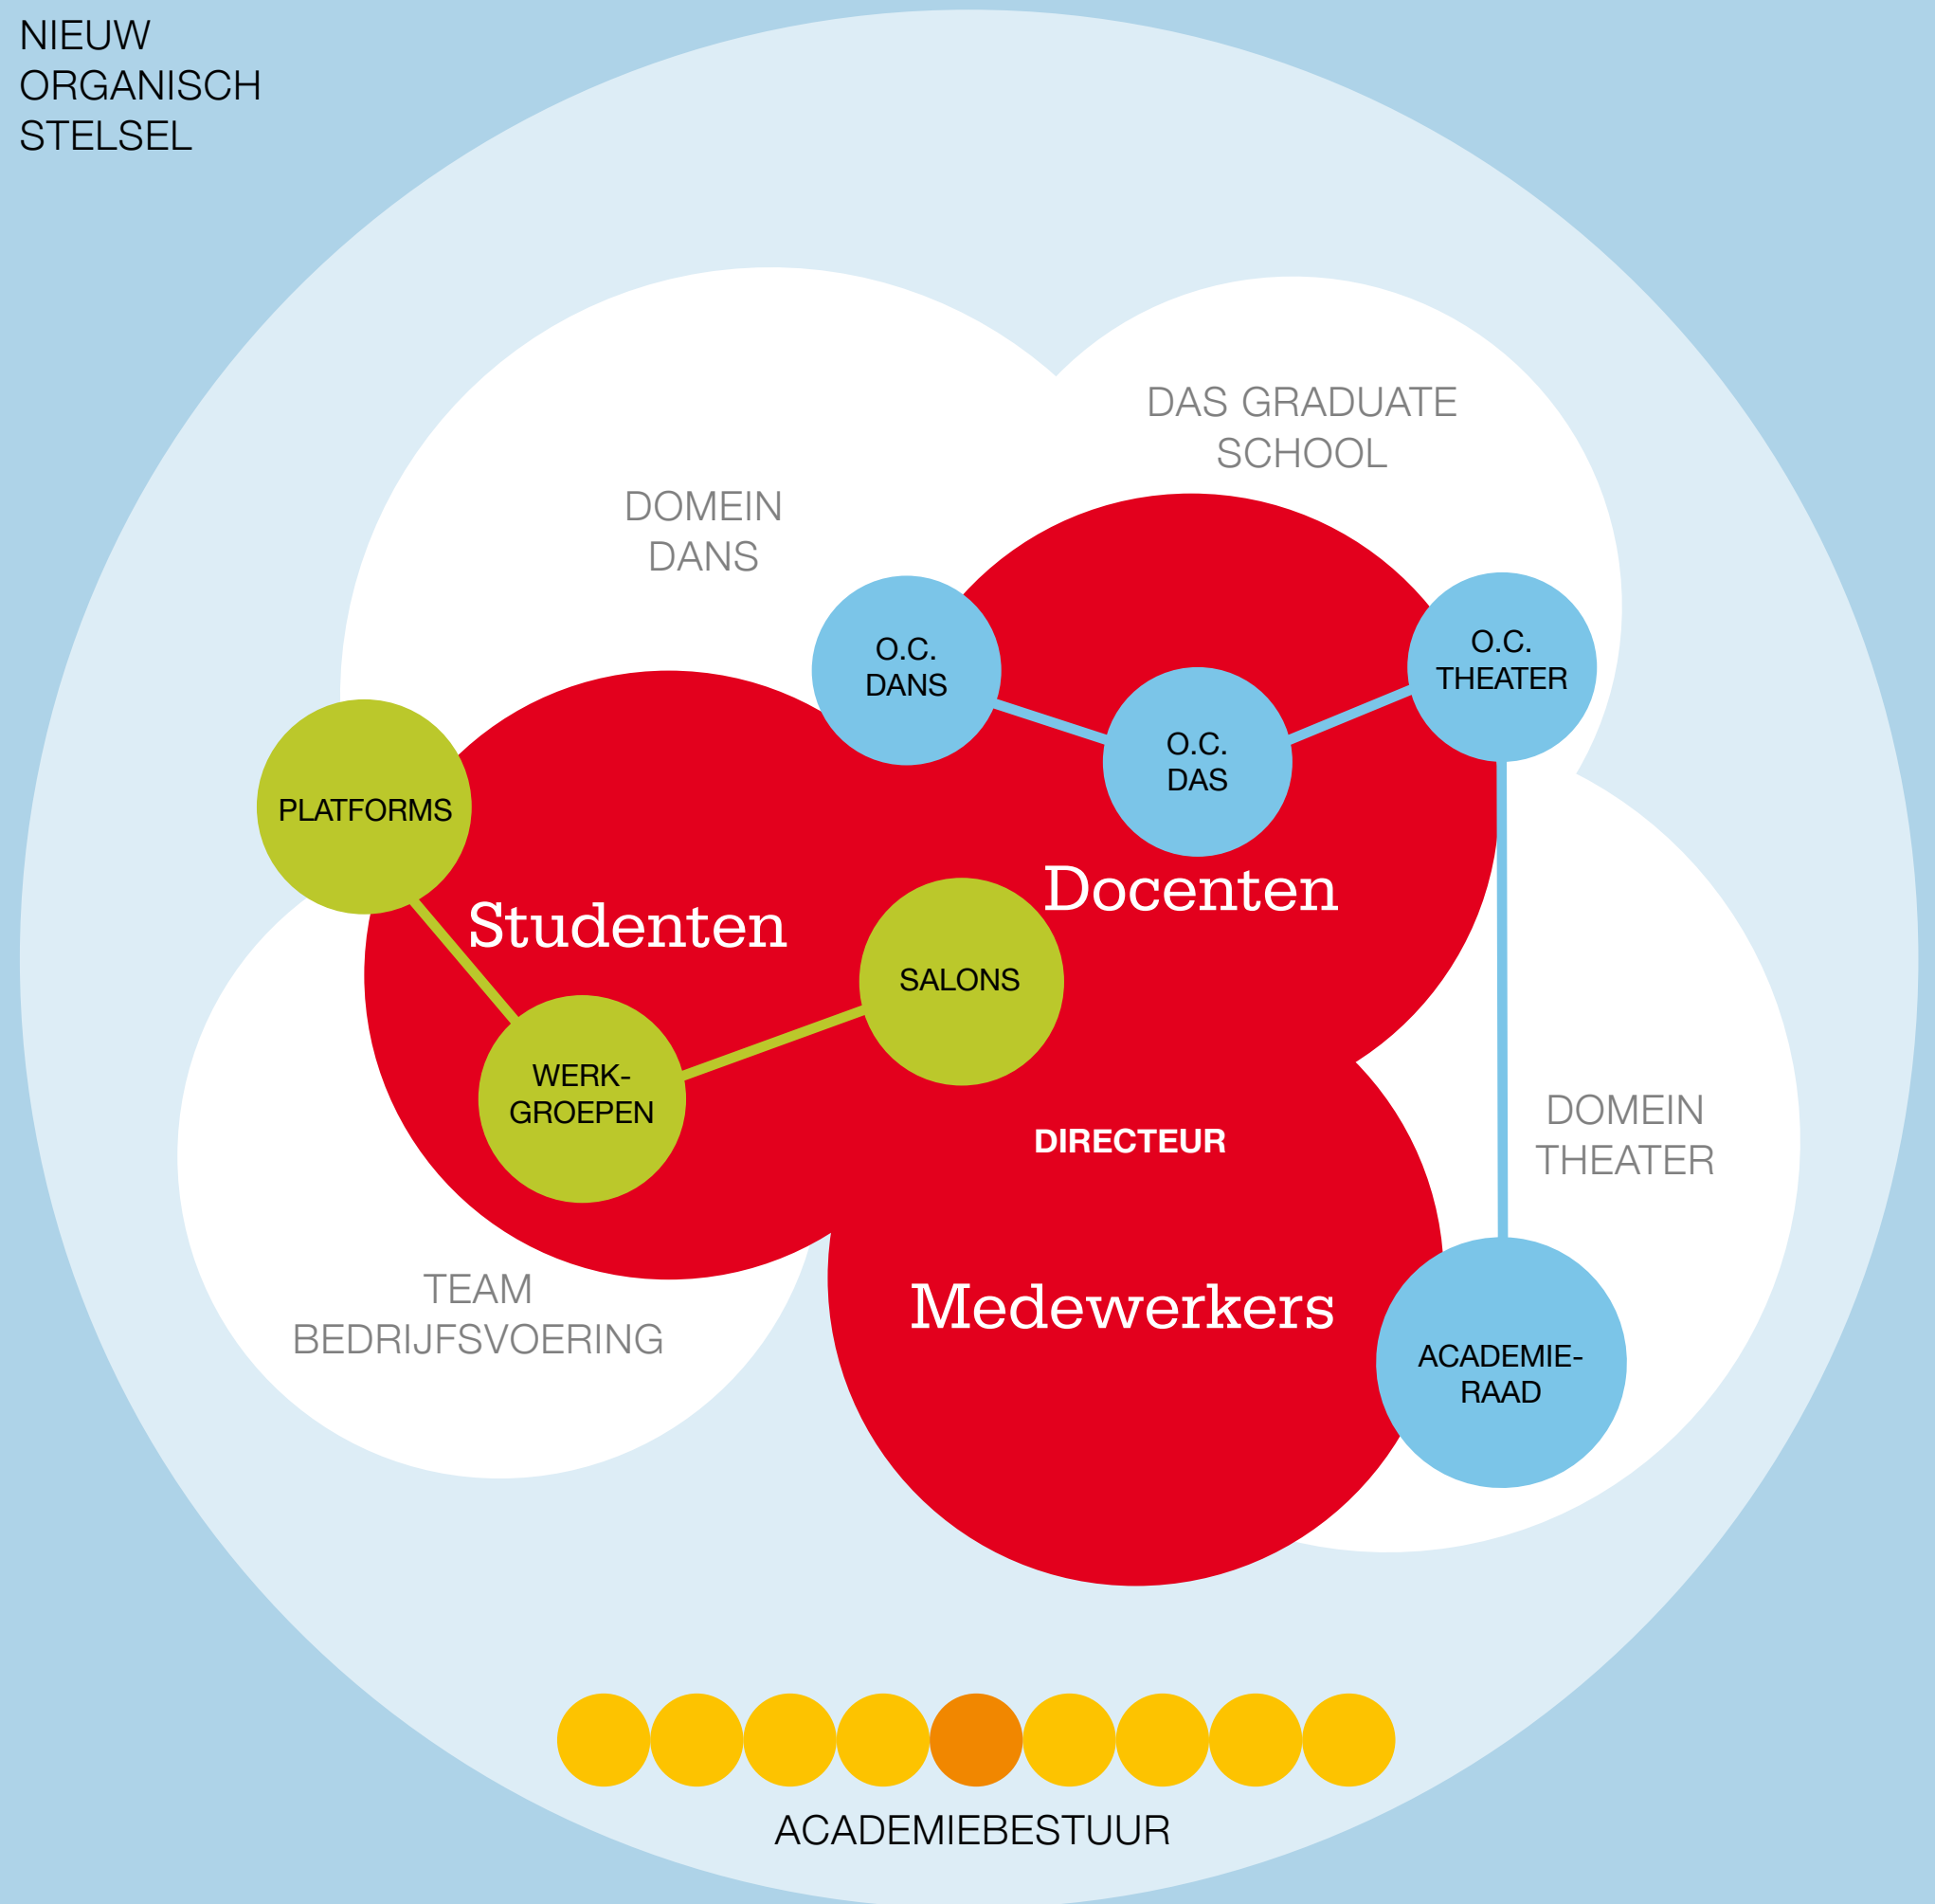 NIEUW
ORGANISCH
STELSEL
DAS GRADUATE
SCHOOL
DOMEIN
DANS
O.C.
DANS
O.C.
THEATER
O.C.
DAS
PLATFORMS
Docenten
Studenten
SALONS
WERK-
GROEPEN
DIRECTEUR
DOMEIN
THEATER
TEAM
BEDRIJFSVOERING
Medewerkers
ACADEMIE-
RAAD
ACADEMIEBESTUUR